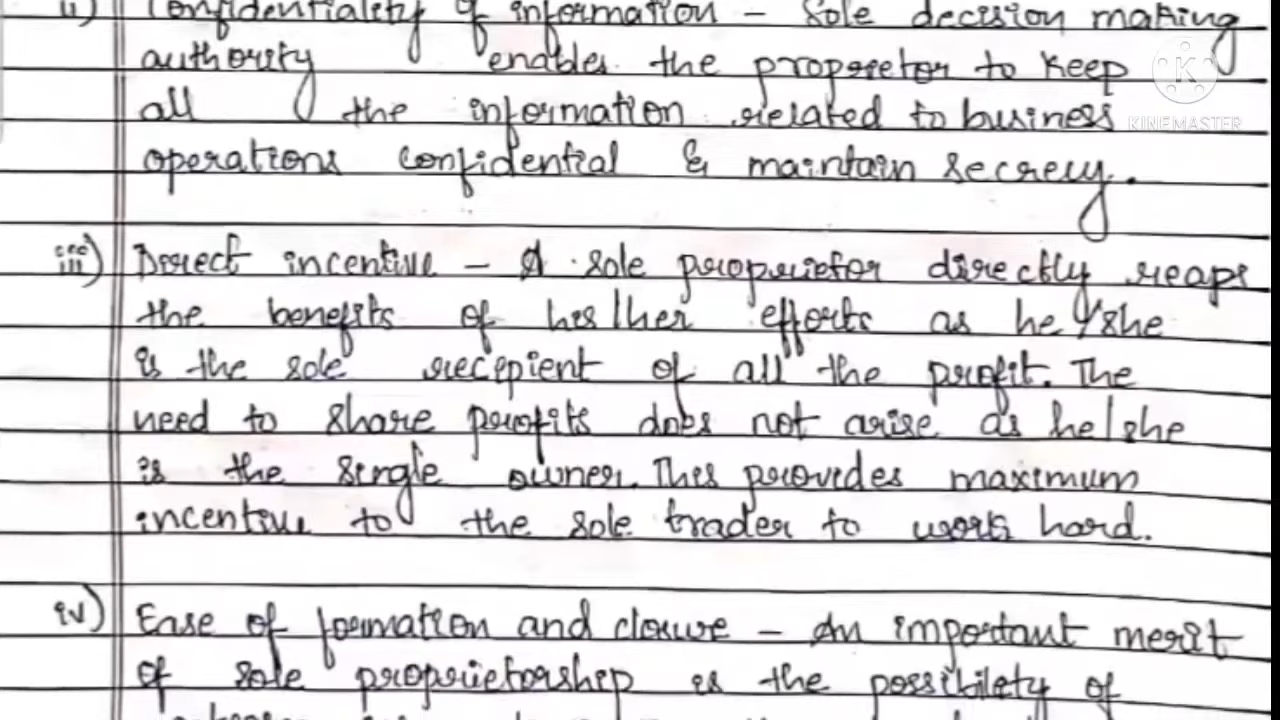 ii) Confidentiality of information - Sole decision making
authority enables the proprietor to keep
all the information related to business
operations confidential & maintain secrecy.
iii) Direct incentive - A sole proprietor directly reaps
the benefits of his/her efforts as he/she
is the sole recipient of all the profit. The
need to share profits does not arise as he/she
is the single owner. This provides maximum
incentive to the sole trader to work hard.
iv) Ease of formation and closure - An important merit
of sole proprietorship is the possibility of
K
KINEMASTER